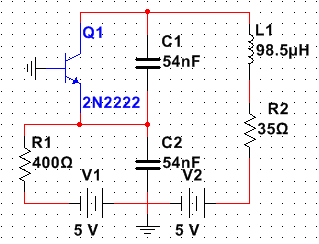 Q1
C1
54nF
L1
98.5µH
2N2222
R2
35Ω
R1
400Ω
C2
54nF
V1
V2
5 V
5 V